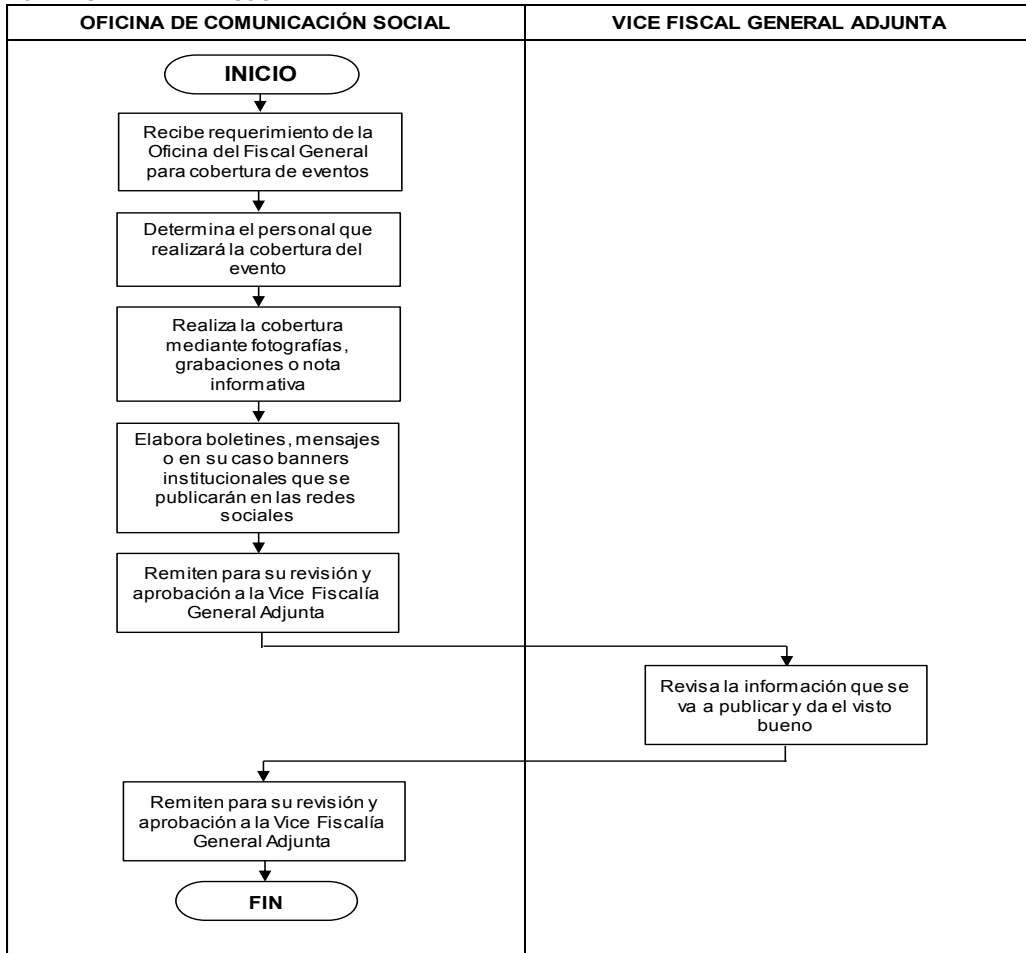 OFICINA DE COMUNICACIÓN SOCIAL
VICE FISCAL GENERAL ADJUNTA
INICIO
Recibe requerimiento de la
Oficina del Fiscal General
para cobertura de eventos
Determina el personal que
realizará la cobertura del
evento
Realiza la cobertura
mediante fotografías,
grabaciones o nota
informativa
Elabora boletines, mensajes
o en su caso banners
institucionales que se
publicarán en las redes
sociales
Remiten para su revisión y
aprobación a la Vice Fiscalía
General Adjunta
Revisa la información que se
va a publicar y da el visto
bueno
Remiten para su revisión y
aprobación a la Vice Fiscalía
General Adjunta
FIN